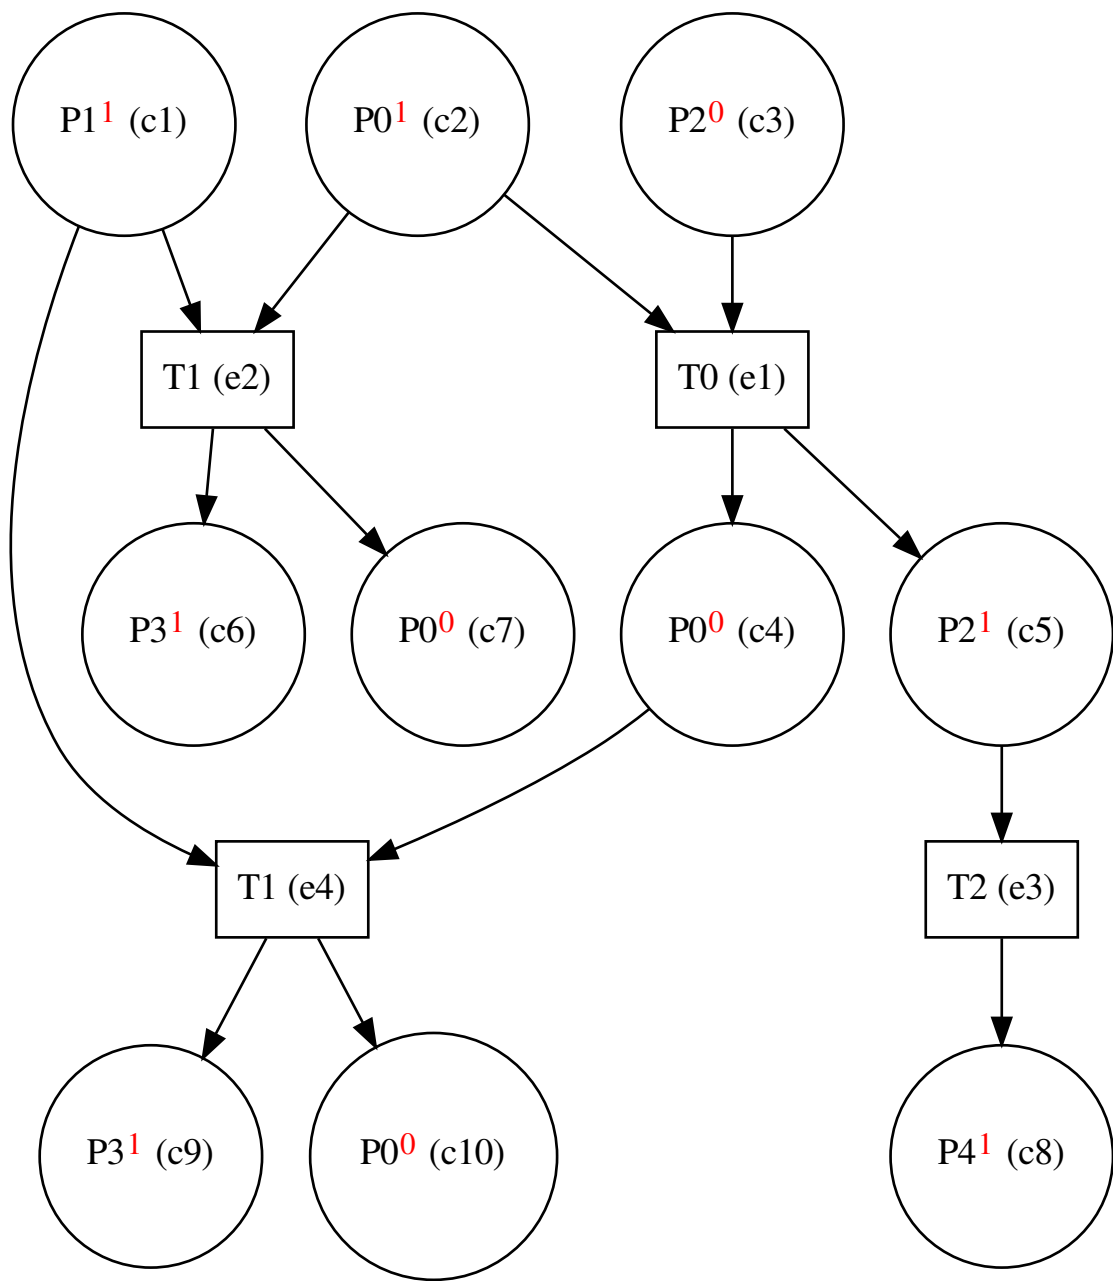 P1¹ (c1)
P0¹ (c2)
P2⁰ (c3)
T1 (e2)
T0 (e1)
P3¹ (c6)
P0⁰ (c7)
P0⁰ (c4)
P2¹ (c5)
T1 (e4)
T2 (e3)
P3¹ (c9)
P0⁰ (c10)
P4¹ (c8)